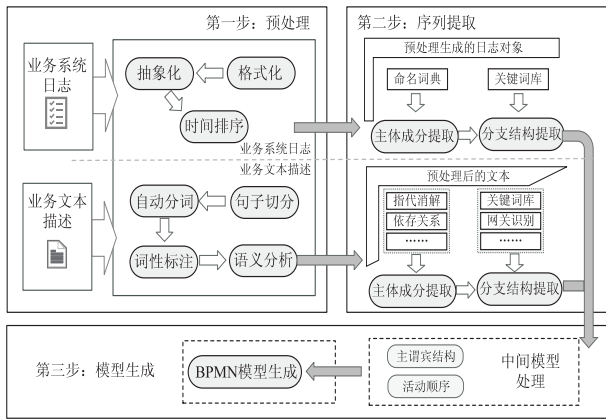 第一步：预处理
业务系统
日志
抽象化
格式化
时间排序
业务系统日志
业务文本描述
业务文本
描述
自动分词
句子切分
词性标注
语义分析
第二步：序列提取
预处理生成的日志对象
命名词典
关键词库
主体成分提取
分支结构提取
预处理后的文本
指代消解
依存关系
……
关键词库
网关识别
……
主体成分提取
分支结构提取
第三步：模型生成
BPMN模型生成
主谓宾结构
活动顺序
中间模型
处理